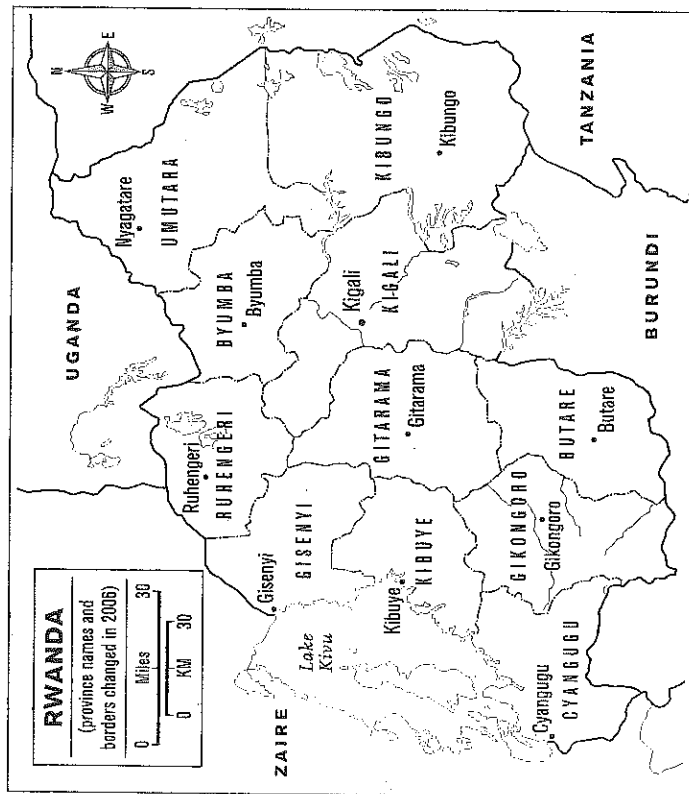 RWANDA
(province names and
borders changed in 2006)
0 Miles 30
0 KM 30
N
W E
S
UGANDA
ZAIRE
TANZANIA
BURUNDI
Lake
Kivu
Nyagatare
UMUTARA
BYUMBA
Byumba
Ruhengeri
RUHENGERI
Gisenyi
GISENYI
Kigali
KIGALI
KIBUNGO
Kibungo
GITARAMA
Gitarama
Kibuye
KIBUYE
GIKONGORO
Gikongoro
BUTARE
Butare
Cyangugu
CYANGUGU